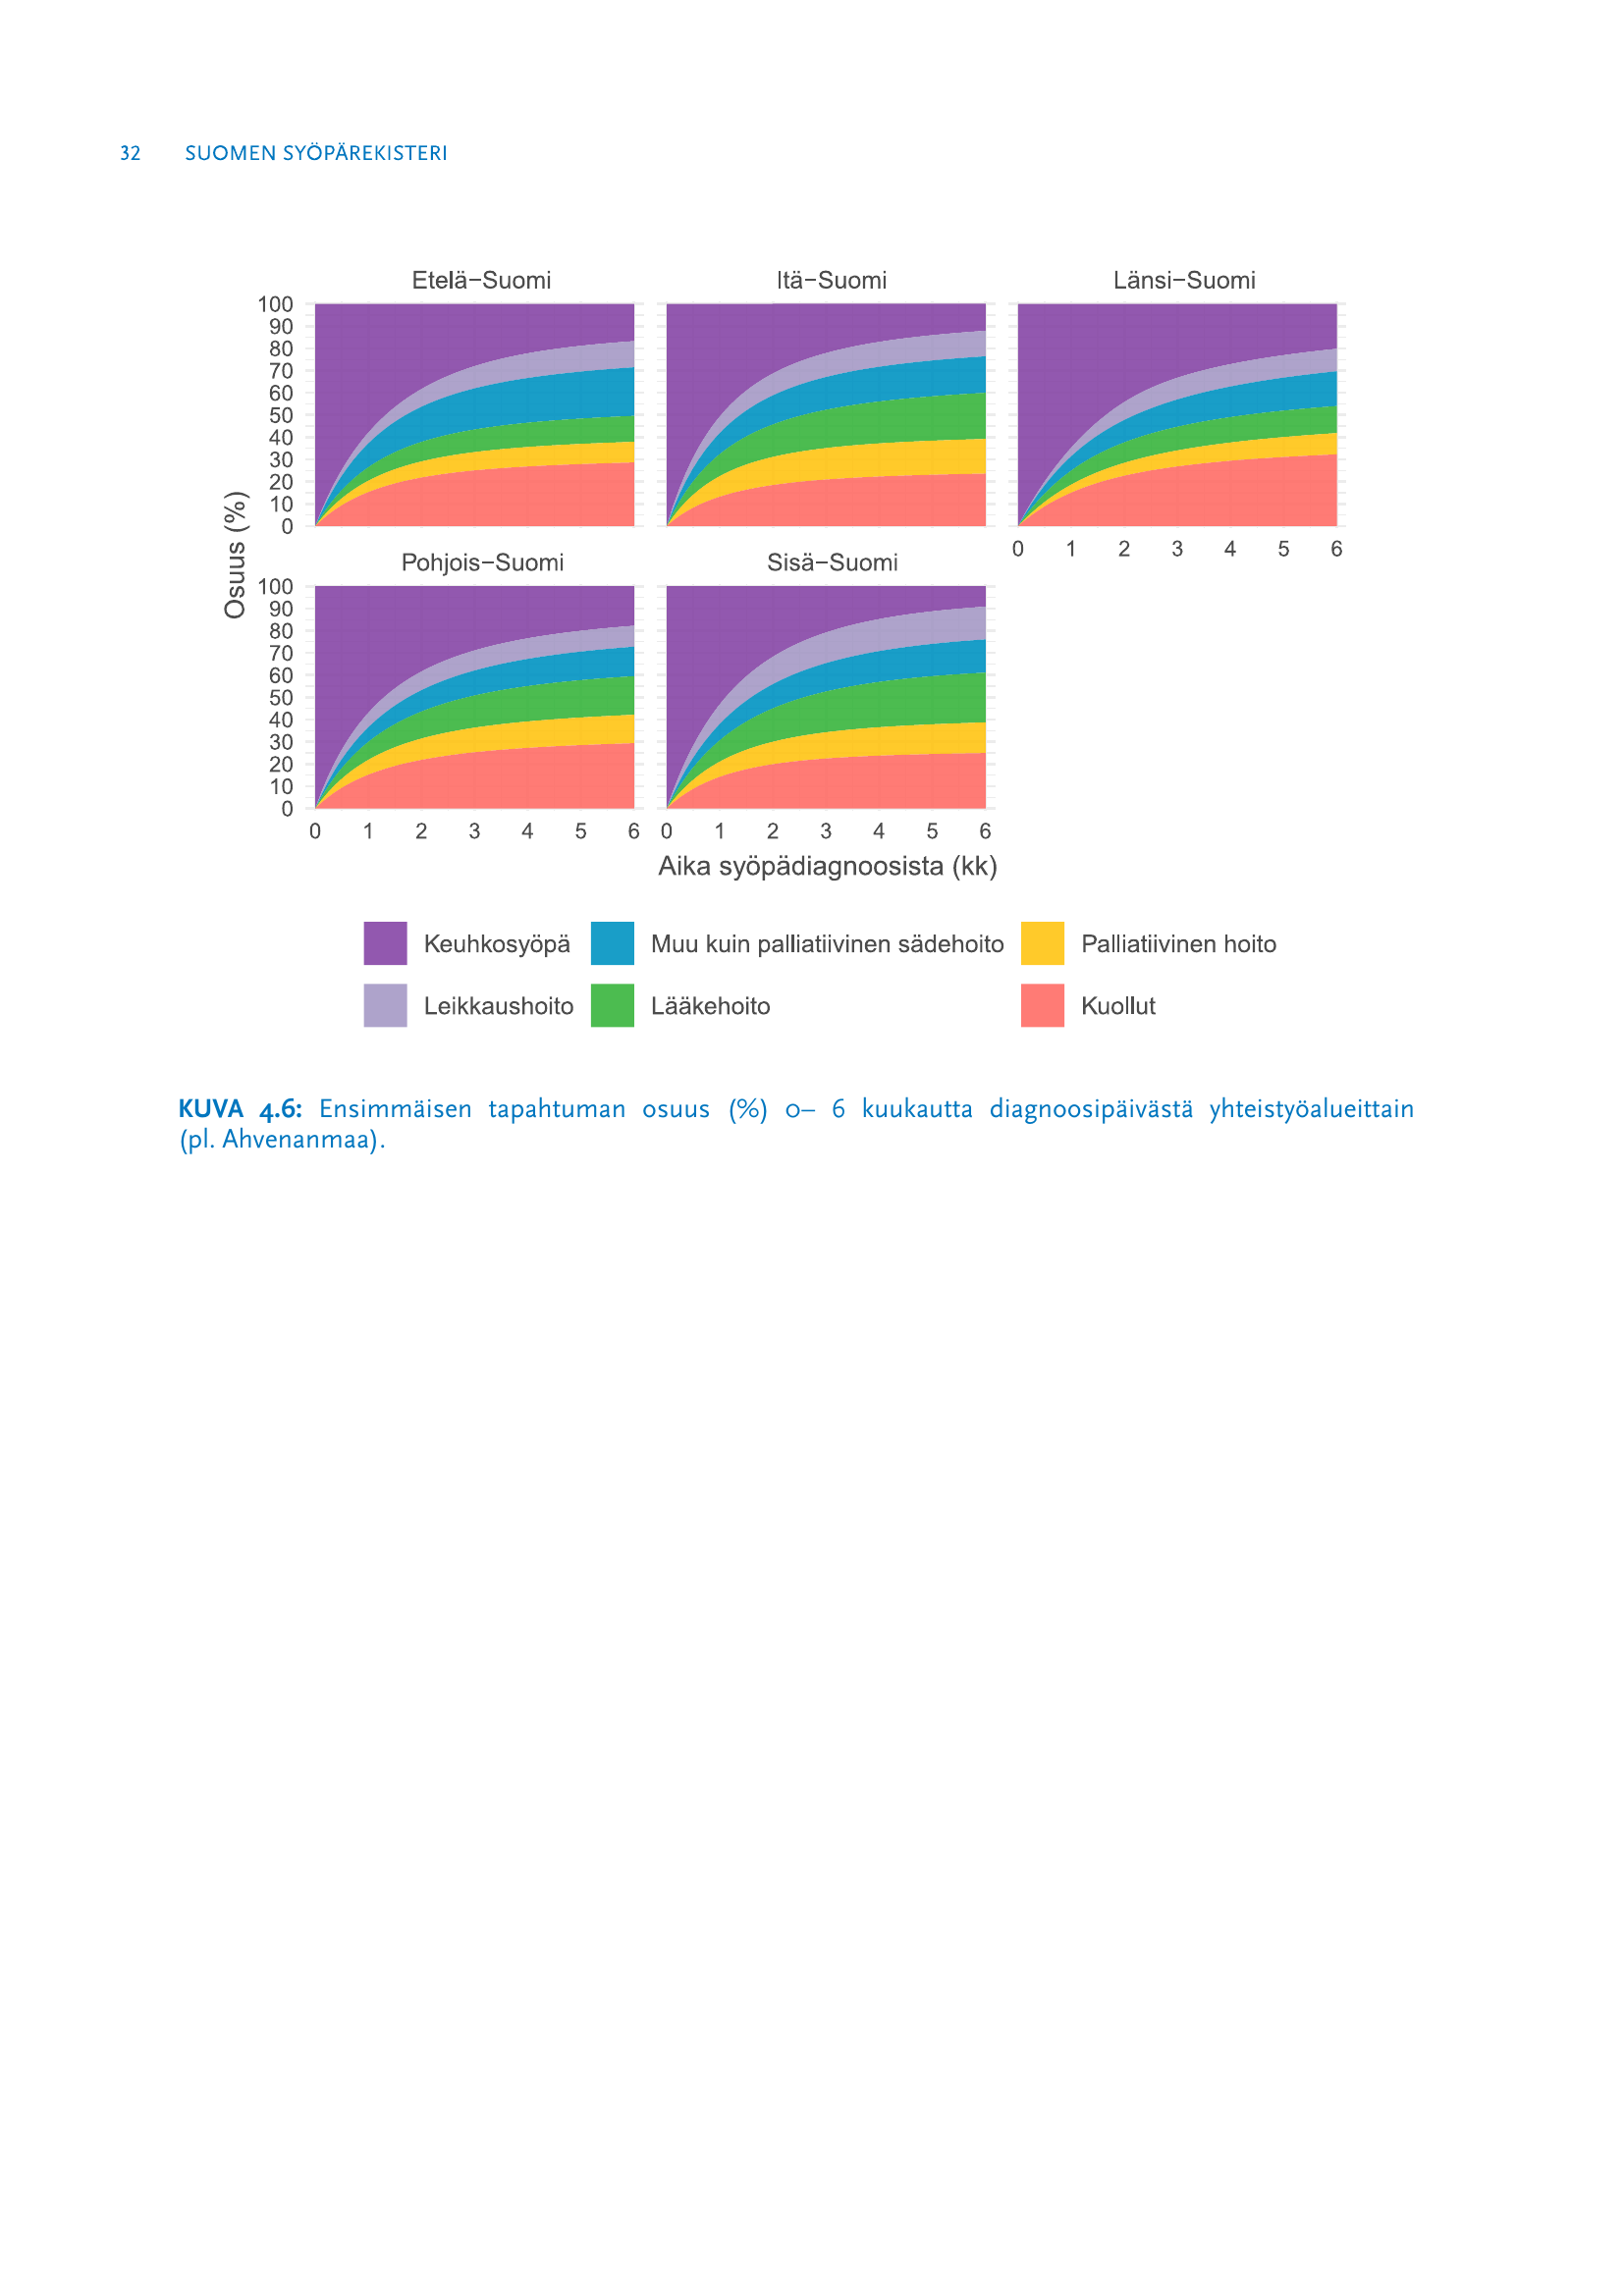 32 SUOMEN SYÖPÄREKISTERI
Etelä−Suomi Itä−Suomi Länsi−Suomi
100
90
80
70
60
50
40
30
20
10
0
0 1 2 3 4 5 6
Pohjois−Suomi Sisä−Suomi
100
90
80
70
60
50
40
30
20
10
0
0 1 2 3 4 5 6 0 1 2 3 4 5 6
Osuus (%)
Aika syöpädiagnoosista (kk)
Keuhkosyöpä Muu kuin palliatiivinen sädehoito Palliatiivinen hoito
Leikkaushoito Lääkehoito Kuollut
KUVA 4.6: Ensimmäisen tapahtuman osuus (%) 0– 6 kuukautta diagnoosipäivästä yhteistyöalueittain
(pl. Ahvenanmaa).